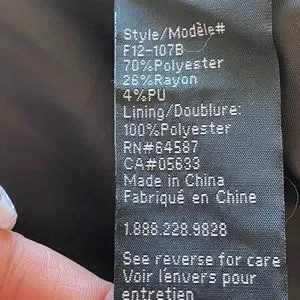 Style/Modèle#
F12-107B
70%Polyester
26%Rayon
4%PU
Lining/Doublure:
100%Polyester
RN#64587
CA#05633
Made in China
Fabriqué en Chine
1.888.228.9828
See reverse for care
Voir l'envers pour
entretien